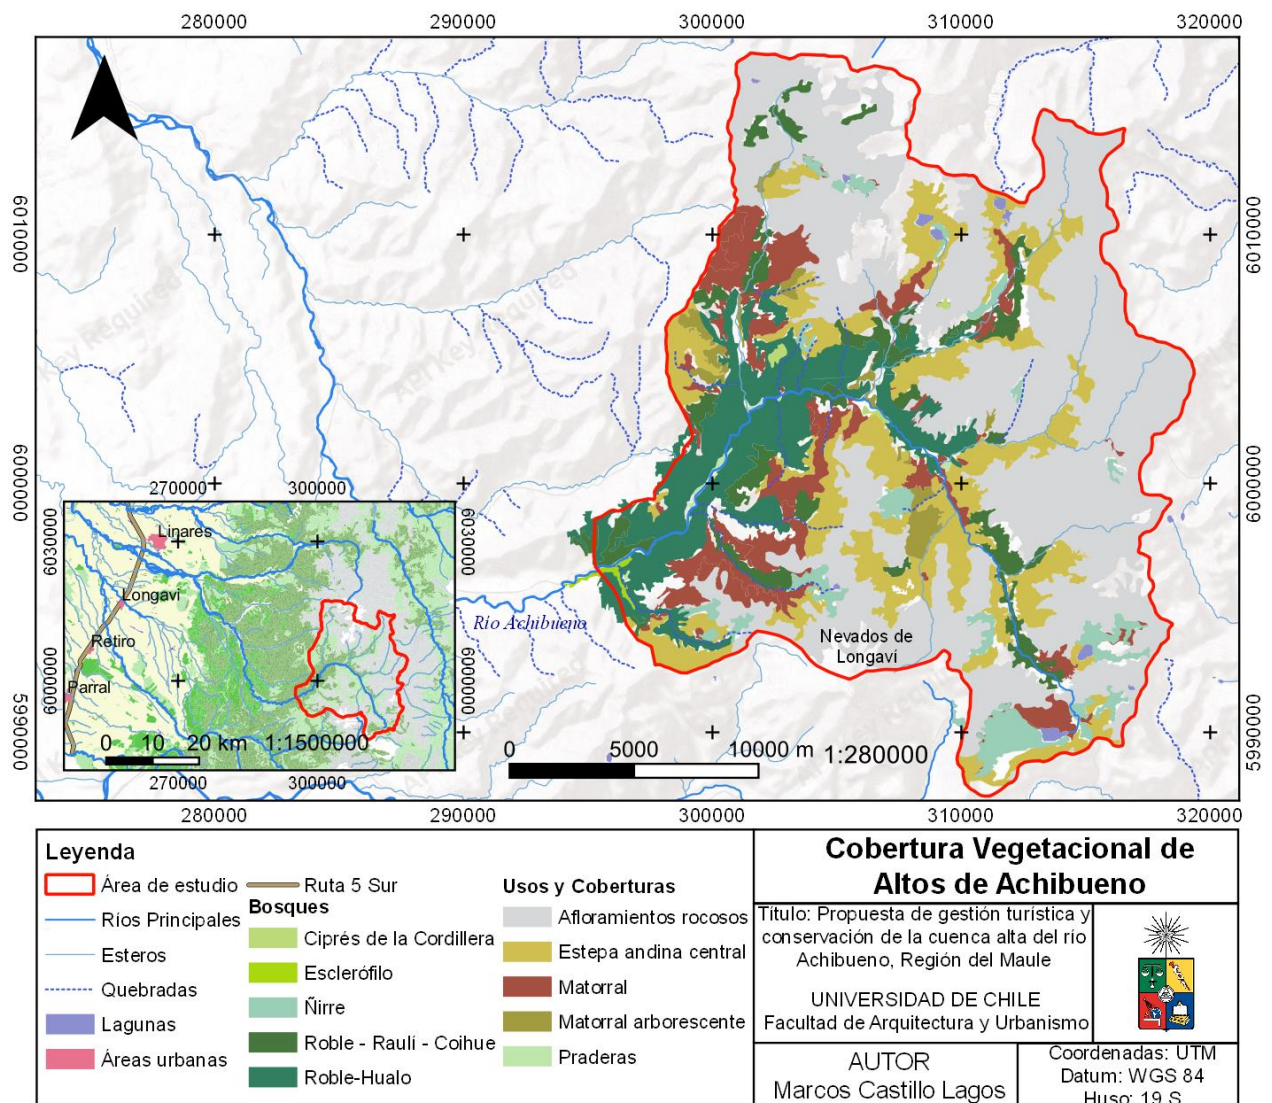 280000
290000
300000
310000
320000
6010000
6000000
5990000
6010000
6000000
5990000
API Key Required
API Key Required
Río Achibueno
Nevados de
Longaví
270000
300000
6030000
6000000
6030000
6000000
Linares
Longaví
Retiro
Parral
0 10 20 km 1:1500000
270000
300000
0 5000 10000 m 1:280000
280000
290000
300000
310000
320000
Leyenda
Área de estudio
Ríos Principales
Esteros
Quebradas
Lagunas
Áreas urbanas
Ruta 5 Sur
Bosques
Ciprés de la Cordillera
Esclerófilo
Ñirre
Roble - Raulí - Coihue
Roble-Hualo
Usos y Coberturas
Afloramientos rocosos
Estepa andina central
Matorral
Matorral arborescente
Praderas
Cobertura Vegetacional de
Altos de Achibueno
Título: Propuesta de gestión turística y
conservación de la cuenca alta del río
Achibueno, Región del Maule
UNIVERSIDAD DE CHILE
Facultad de Arquitectura y Urbanismo
AUTOR
Marcos Castillo Lagos
Coordenadas: UTM
Datum: WGS 84
Huso: 19 S